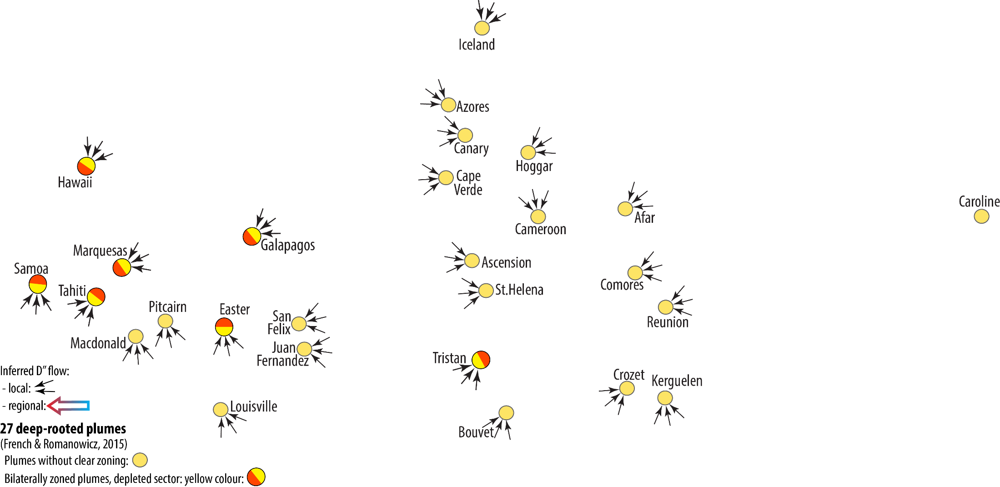 Iceland
Azores
Canary
Hoggar
Hawaii
Cape
Verde
Caroline
Afar
Cameroon
Galapagos
Marquesas
Samoa
Ascension
Tahiti
St.Helena
Comores
Pitcairn
Easter
San
Felix
Reunion
Macdonald
Juan
Fernandez
Tristan
Crozet
Kerguelen
Louisville
Bouvet
Inferred D″ flow:
- local:
- regional:
27 deep-rooted plumes
(French & Romanowicz, 2015)
Plumes without clear zoning:
Bilaterally zoned plumes, depleted sector: yellow colour: